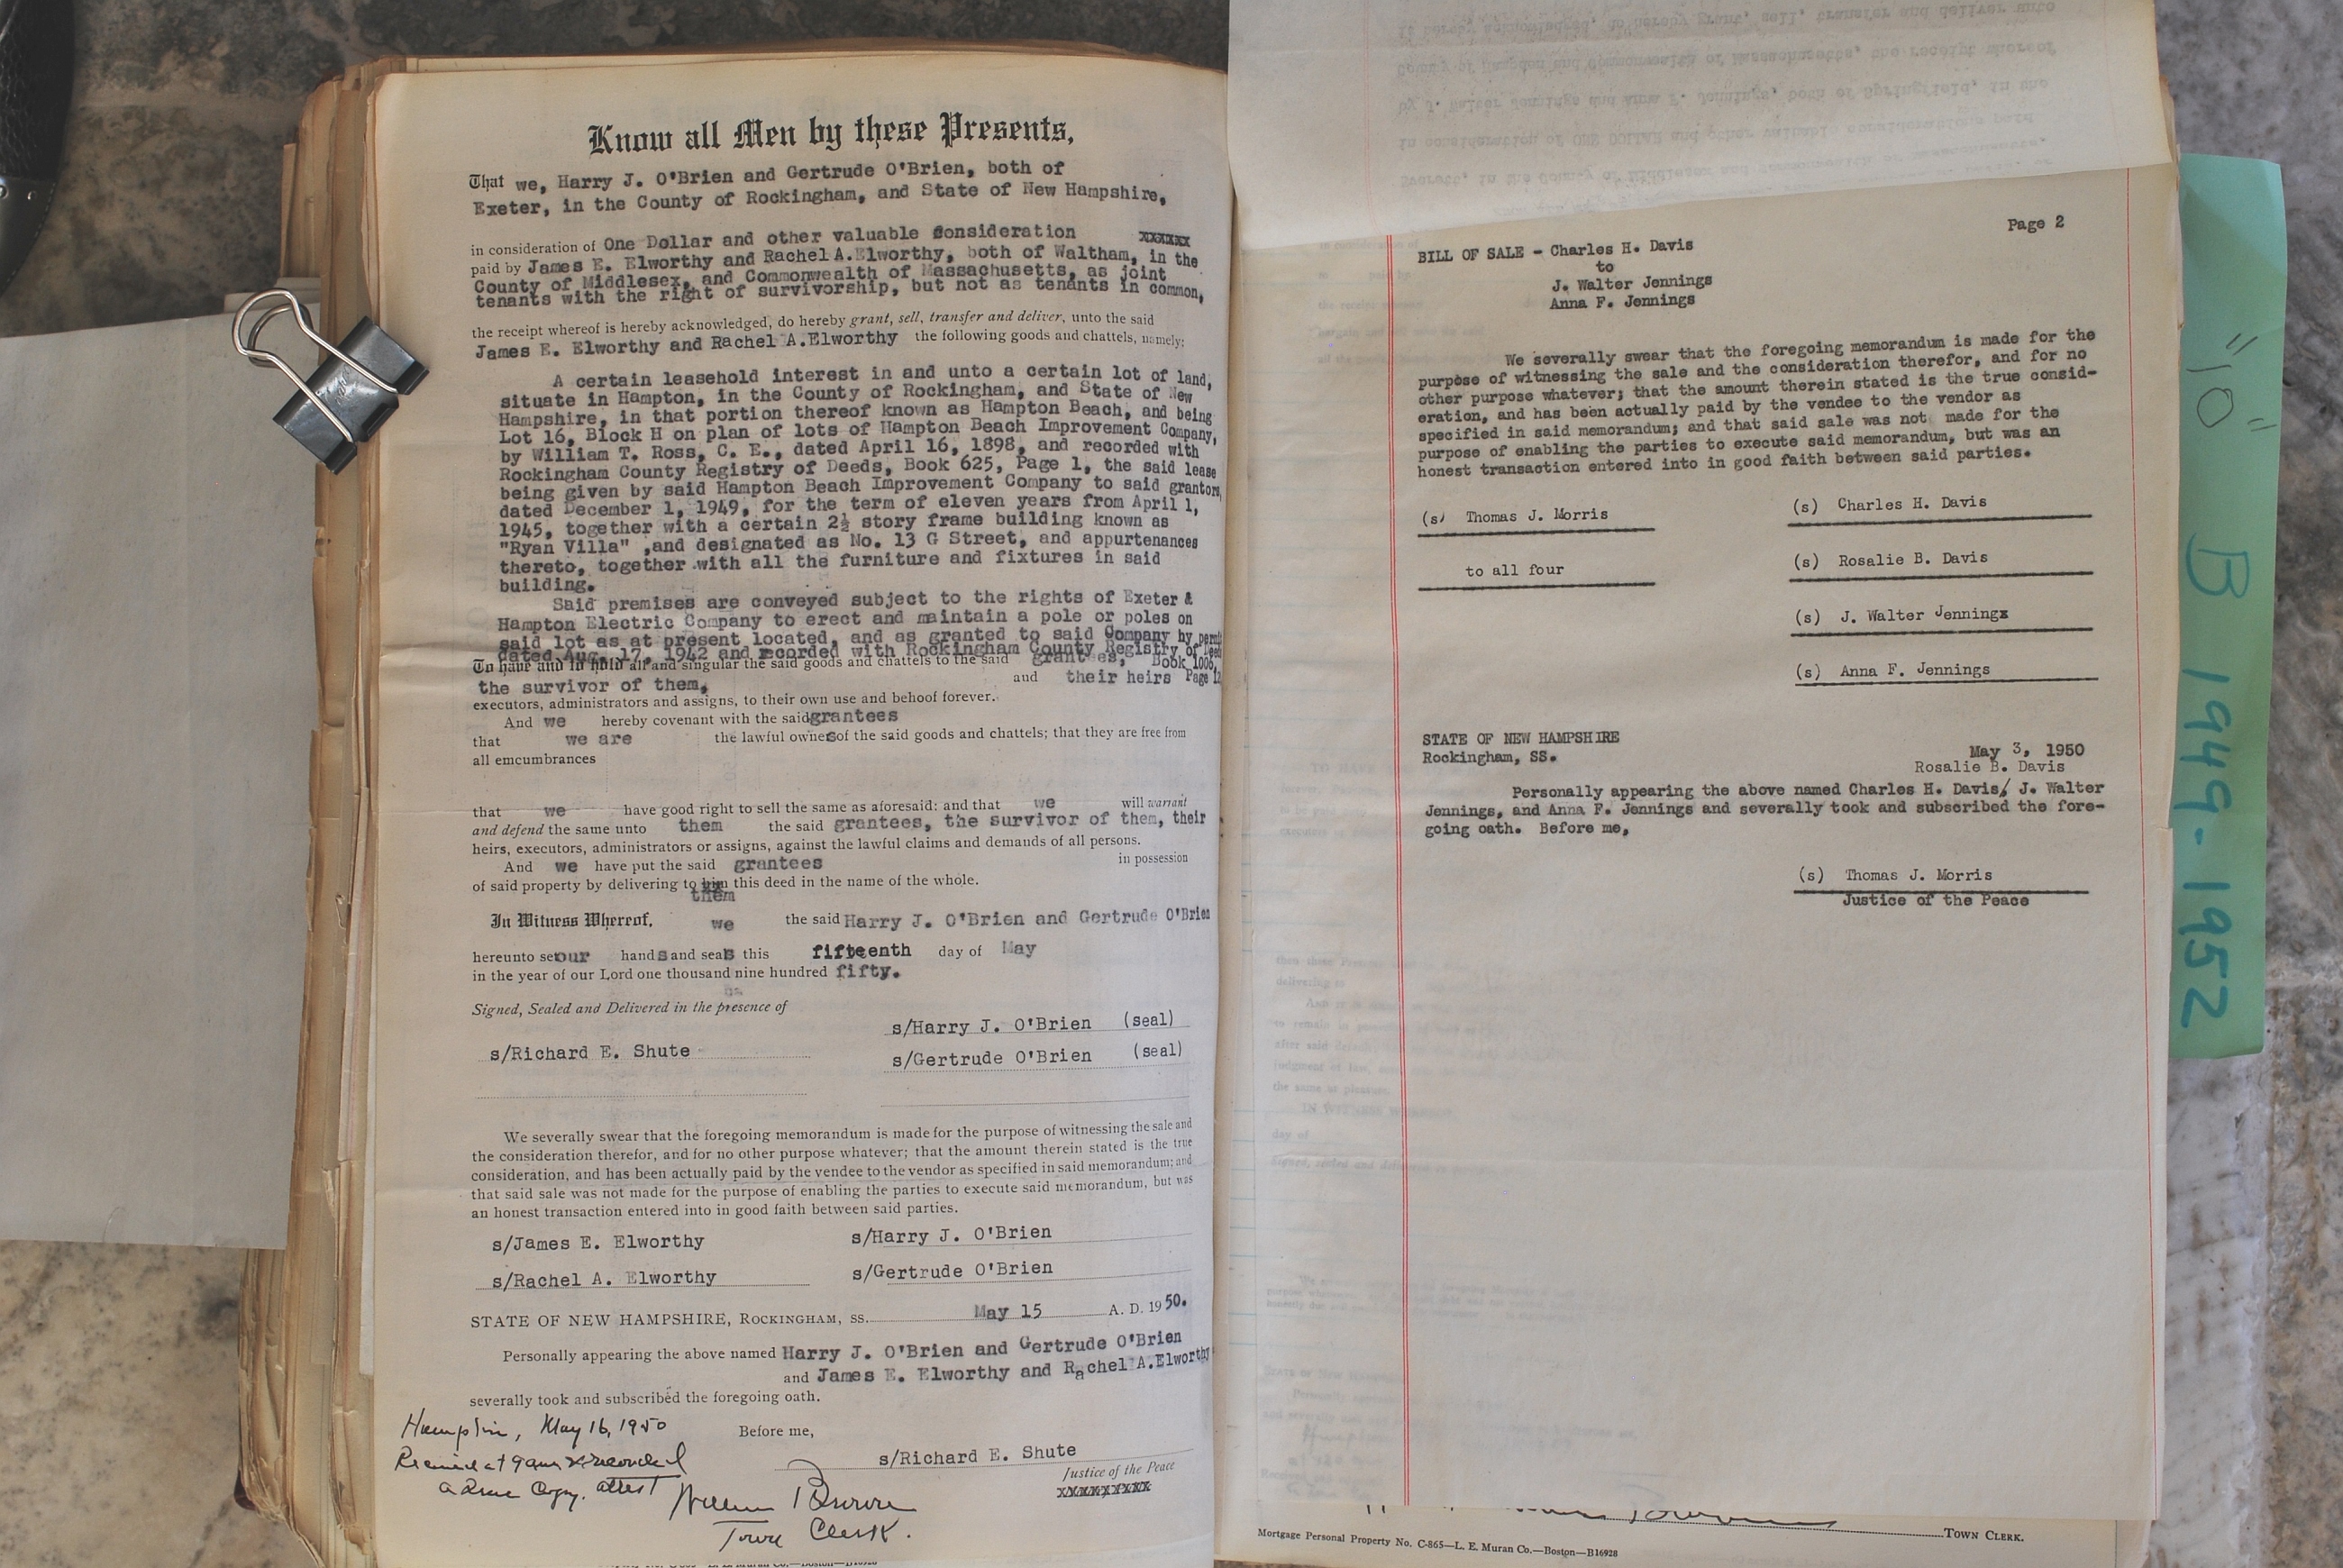 Know all Men by these Presents,
That we, Harry J. O'Brien and Gertrude O'Brien, both of
Exeter, in the County of Rockingham, and State of New Hampshire,
in consideration of One Dollar and other valuable consideration xxxxxx
paid by James E. Elworthy and Rachel A.Elworthy, both of Waltham, in the
County of Middlesex, and Commonwealth of Massachusetts, as joint
tenants with the right of survivorship, but not as tenants in common,
the receipt whereof is hereby acknowledged, do hereby grant, sell, transfer and deliver, unto the said
James E. Elworthy and Rachel A.Elworthy the following goods and chattels, namely:
A certain leasehold interest in and unto a certain lot of land,
situate in Hampton, in the County of Rockingham, and State of New
Hampshire, in that portion thereof known as Hampton Beach, and being
Lot 16, Block H on plan of lots of Hampton Beach Improvement Company,
by William T. Ross, C. E., dated April 16, 1898, and recorded with
Rockingham County Registry of Deeds, Book 625, Page 1, the said lease
being given by said Hampton Beach Improvement Company to said grantors,
dated December 1, 1949, for the term of eleven years from April 1,
1945, together with a certain 2½ story frame building known as
"Ryan Villa" ,and designated as No. 13 G Street, and appurtenances
thereto, together with all the furniture and fixtures in said
building.
Said premises are conveyed subject to the rights of Exeter &
Hampton Electric Company to erect and maintain a pole or poles on
said lot as at present located, and as granted to said Company by
dated Aug. 17, 1942 and recorded with Rockingham County Registry of
To have and to hold all and singular the said goods and chattels to the said grantees, Book 1006,
the survivor of them, and their heirs Page
executors, administrators and assigns, to their own use and behoof forever.
And we hereby covenant with the said grantees
that we are the lawful owners of the said goods and chattels; that they are free from
all emcumbrances
that we have good right to sell the same as aforesaid: and that we will warrant
and defend the same unto them the said grantees, the survivor of them, their
heirs, executors, administrators or assigns, against the lawful claims and demands of all persons.
And we have put the said grantees in possession
of said property by delivering to him this deed in the name of the whole.
them
In Witness Whereof, we the said Harry J. O'Brien and Gertrude O'Brien
hereunto set our hands and seals this fifteenth day of May
in the year of our Lord one thousand nine hundred fifty.
Signed, Sealed and Delivered in the presence of
s/Harry J. O'Brien (seal)
s/Richard E. Shute
s/Gertrude O'Brien (seal)
We severally swear that the foregoing memorandum is made for the purpose of witnessing the sale and
the consideration therefor, and for no other purpose whatever; that the amount therein stated is the true
consideration, and has been actually paid by the vendee to the vendor as specified in said memorandum; and
that said sale was not made for the purpose of enabling the parties to execute said memorandum, but was
an honest transaction entered into in good faith between said parties.
s/James E. Elworthy s/Harry J. O'Brien
s/Rachel A. Elworthy s/Gertrude O'Brien
STATE OF NEW HAMPSHIRE, ROCKINGHAM, SS. May 15 A. D. 1950.
Personally appearing the above named Harry J. O'Brien and Gertrude O'Brien
and James E. Elworthy and Rachel A.Elworthy
severally took and subscribed the foregoing oath.
Before me,
s/Richard E. Shute
Justice of the Peace
xxxxxxxxx
Hampton, May 16, 1950
Received at 9 am & recorded
a true Copy. attest William Brown
Town Clerk.
Page 2
BILL OF SALE - Charles H. Davis
to
J. Walter Jennings
Anna F. Jennings
We severally swear that the foregoing memorandum is made for the
purpose of witnessing the sale and the consideration therefor, and for no
other purpose whatever; that the amount therein stated is the true consid-
eration, and has been actually paid by the vendee to the vendor as
specified in said memorandum; and that said sale was not made for the
purpose of enabling the parties to execute said memorandum, but was an
honest transaction entered into in good faith between said parties.
(s) Thomas J. Morris
to all four
(s) Charles H. Davis
(s) Rosalie B. Davis
(s) J. Walter Jenningx
(s) Anna F. Jennings
STATE OF NEW HAMPSHIRE
Rockingham, SS.
May 3, 1950
Rosalie B. Davis
Personally appearing the above named Charles H. Davis/ J. Walter
Jennings, and Anna F. Jennings and severally took and subscribed the fore-
going oath. Before me,
(s) Thomas J. Morris
Justice of the Peace
TOWN CLERK.
Mortgage Personal Property No. C-865—L. E. Muran Co.—Boston—B16928
"10" B 1949-1952